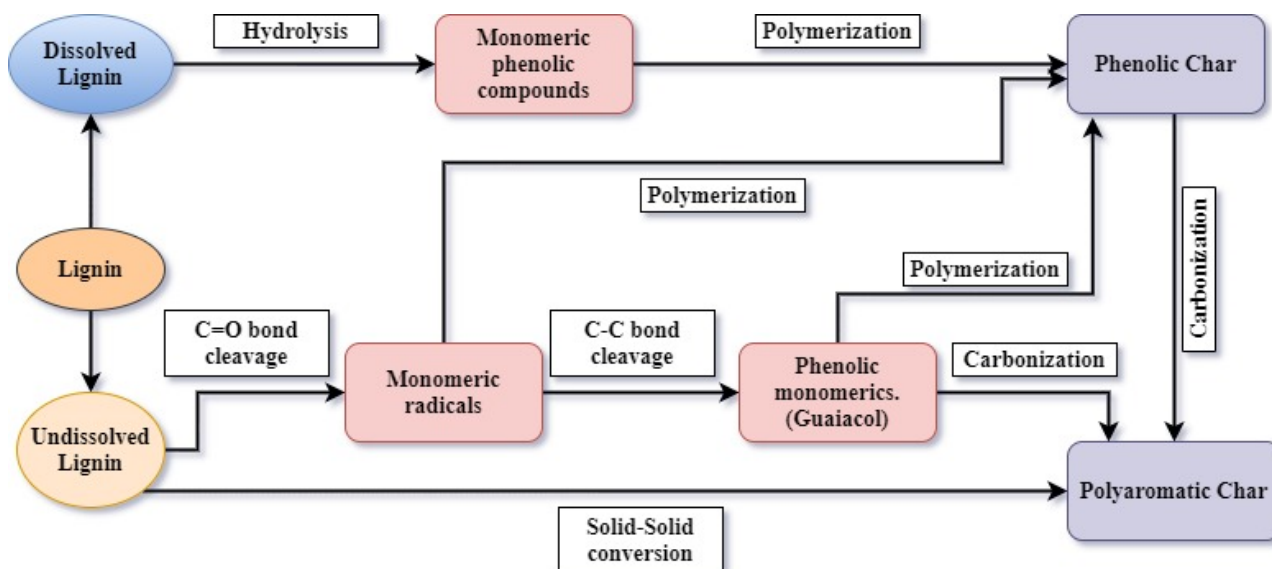 Dissolved
Lignin
Hydrolysis
Monomeric
phenolic
compounds
Polymerization
Phenolic Char
Polymerization
Lignin
Polymerization
Carbonization
C=O bond
cleavage
Monomeric
radicals
C-C bond
cleavage
Phenolic
monomerics.
(Guaiacol)
Carbonization
Undissolved
Lignin
Polyaromatic Char
Solid-Solid
conversion